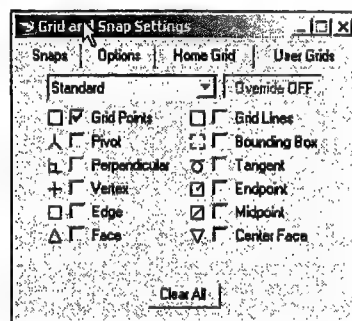 Grid and Snap Settings
Snaps Options Home Grid User Grids
Standard Override OFF
Grid Points Grid Lines
Pivot Bounding Box
Perpendicular Tangent
Vertex Endpoint
Edge Midpoint
Face Center Face
Clear All